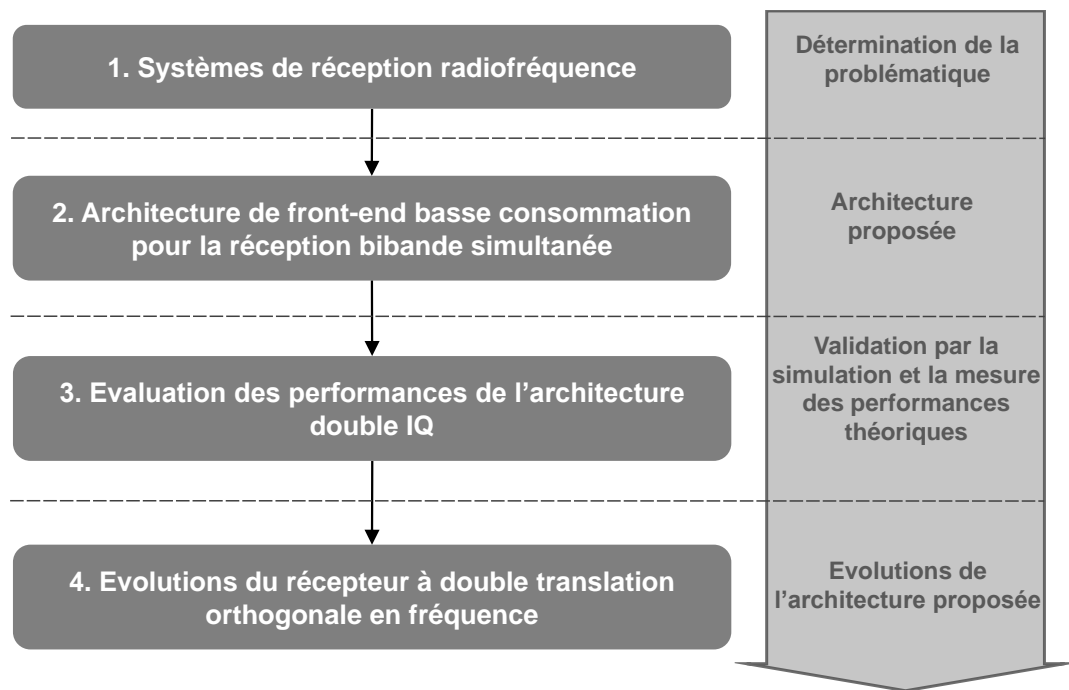 1. Systèmes de réception radiofréquence
Détermination de la
problématique
2. Architecture de front-end basse consommation
pour la réception bibande simultanée
Architecture
proposée
3. Evaluation des performances de l’architecture
double IQ
Validation par la
simulation et la mesure
des performances
théoriques
4. Evolutions du récepteur à double translation
orthogonale en fréquence
Evolutions de
l’architecture proposée